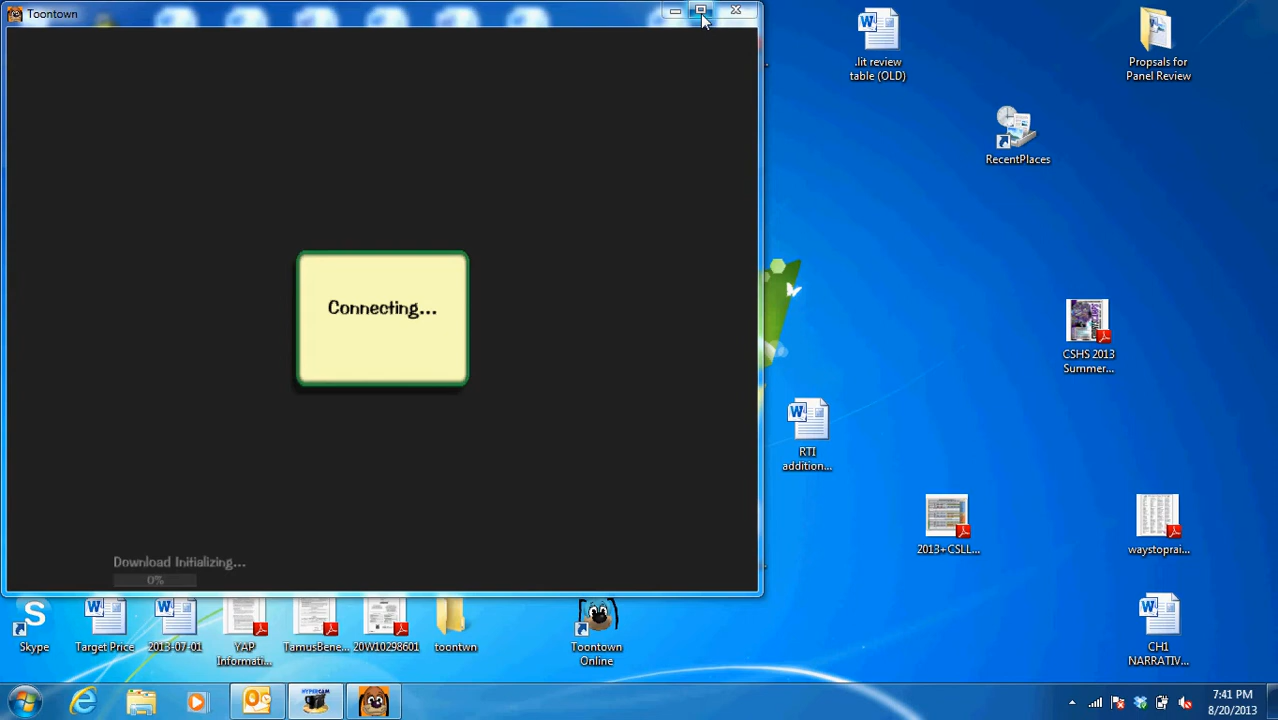 Toontown
Connecting...
Download Initializing...
0%
.lit review
table (OLD)
Propsals for
Panel Review
RecentPlaces
CSHS 2013
Summer...
RTI
addition...
2013+CSLL...
waystoprai...
Skype
Target Price
2013-07-01
YAP
Informati...
TamusBene...
20W10298601
toontwn
Toontown
Online
CH1
NARRATIV...
HYPERCAM
7:41 PM
8/20/2013